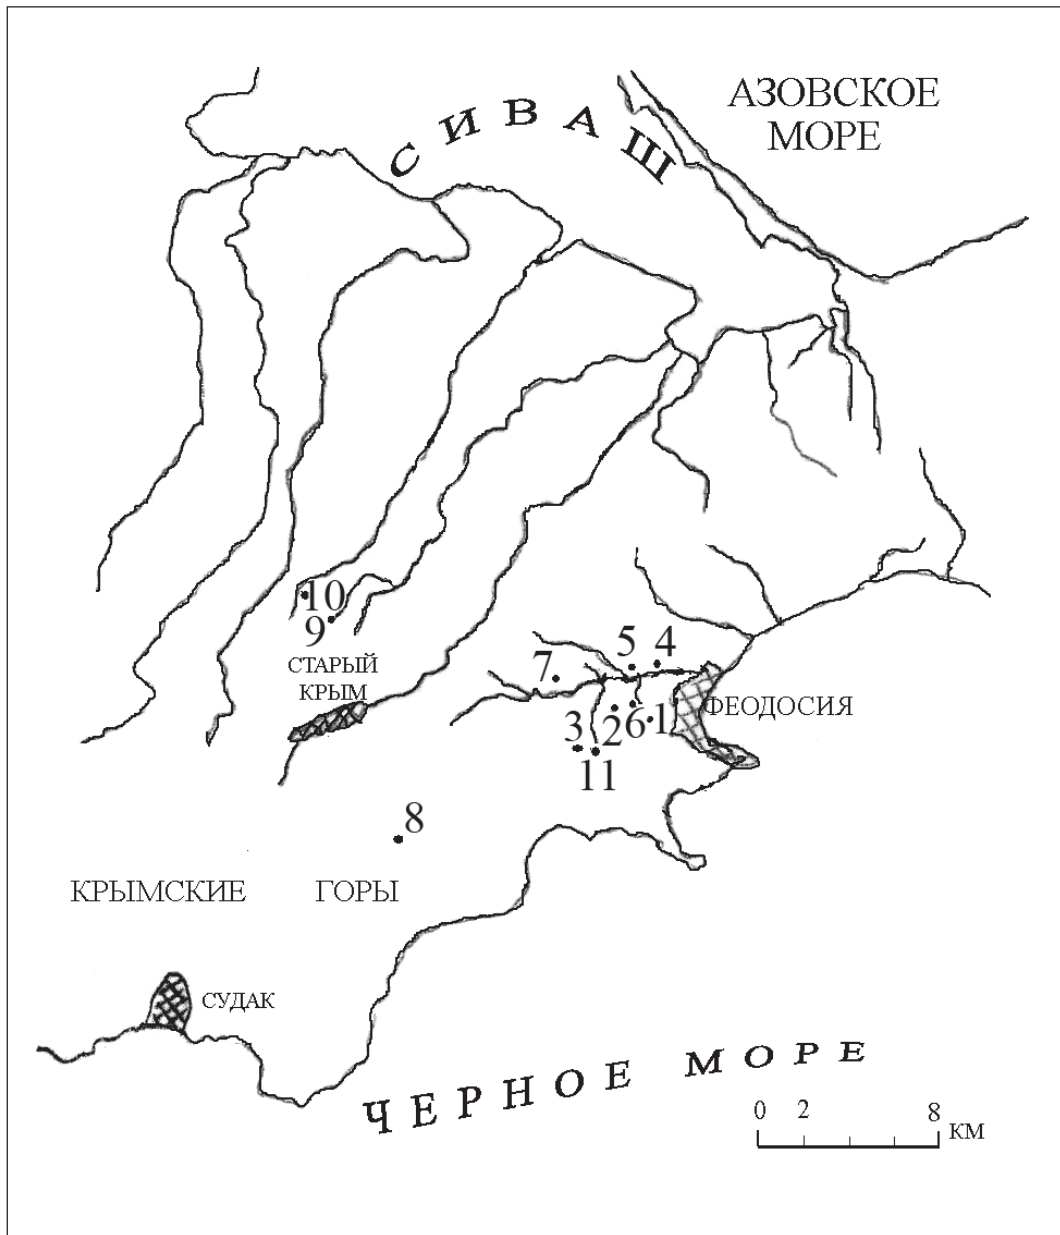 АЗОВСКОЕ
МОРЕ
СИВАШ
10
9
СТАРЫЙ
КРЫМ
5
4
7
ФЕОДОСИЯ
2
6
1
3
11
8
КРЫМСКИЕ ГОРЫ
СУДАК
ЧЕРНОЕ МОРЕ
0 2 8
КМ